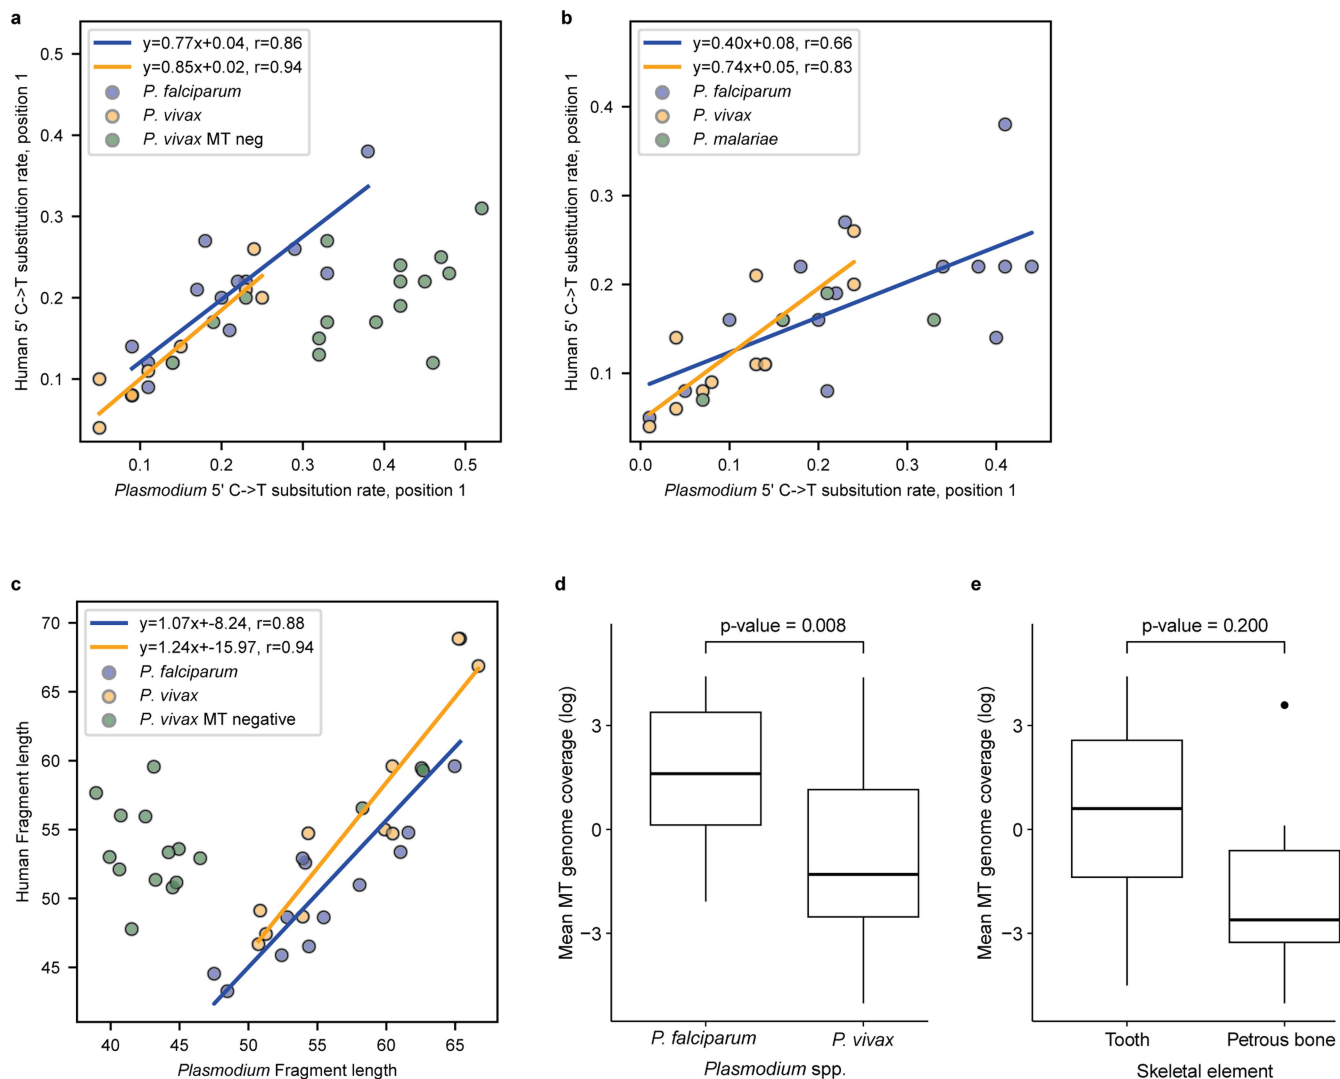 a
y=0.77x+0.04, r=0.86
y=0.85x+0.02, r=0.94
P. falciparum
P. vivax
P. vivax MT neg
0.5
0.4
0.3
0.2
0.1
Human 5' C->T substitution rate, position 1
0.1 0.2 0.3 0.4 0.5
Plasmodium 5' C->T subsitution rate, position 1
b
y=0.40x+0.08, r=0.66
y=0.74x+0.05, r=0.83
P. falciparum
P. vivax
P. malariae
0.4
0.3
0.2
0.1
Human 5' C->T substitution rate, position 1
0.0 0.1 0.2 0.3 0.4
Plasmodium 5' C->T subsitution rate, position 1
c
y=1.07x+-8.24, r=0.88
y=1.24x+-15.97, r=0.94
P. falciparum
P. vivax
P. vivax MT negative
70
65
60
55
50
45
Human Fragment length
40 45 50 55 60 65
Plasmodium Fragment length
d
p-value = 0.008
3
0
−3
Mean MT genome coverage (log)
P. falciparum P. vivax
Plasmodium spp.
e
p-value = 0.200
3
0
−3
Mean MT genome coverage (log)
Tooth Petrous bone
Skeletal element